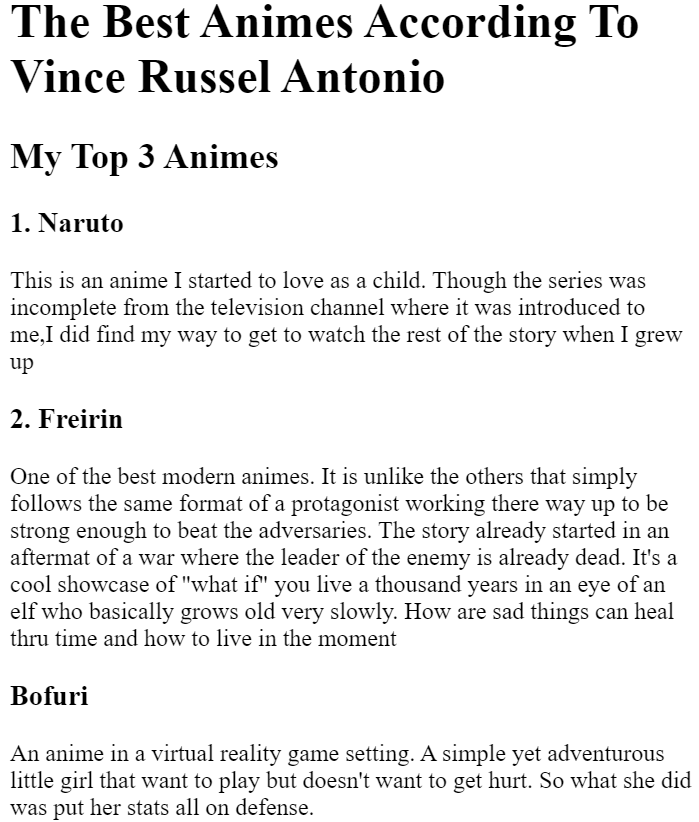 The Best Animes According To
Vince Russel Antonio
My Top 3 Animes
1. Naruto
This is an anime I started to love as a child. Though the series was
incomplete from the television channel where it was introduced to
me,I did find my way to get to watch the rest of the story when I grew
up
2. Freirin
One of the best modern animes. It is unlike the others that simply
follows the same format of a protagonist working there way up to be
strong enough to beat the adversaries. The story already started in an
aftermat of a war where the leader of the enemy is already dead. It's a
cool showcase of "what if" you live a thousand years in an eye of an
elf who basically grows old very slowly. How are sad things can heal
thru time and how to live in the moment
Bofuri
An anime in a virtual reality game setting. A simple yet adventurous
little girl that want to play but doesn't want to get hurt. So what she did
was put her stats all on defense.